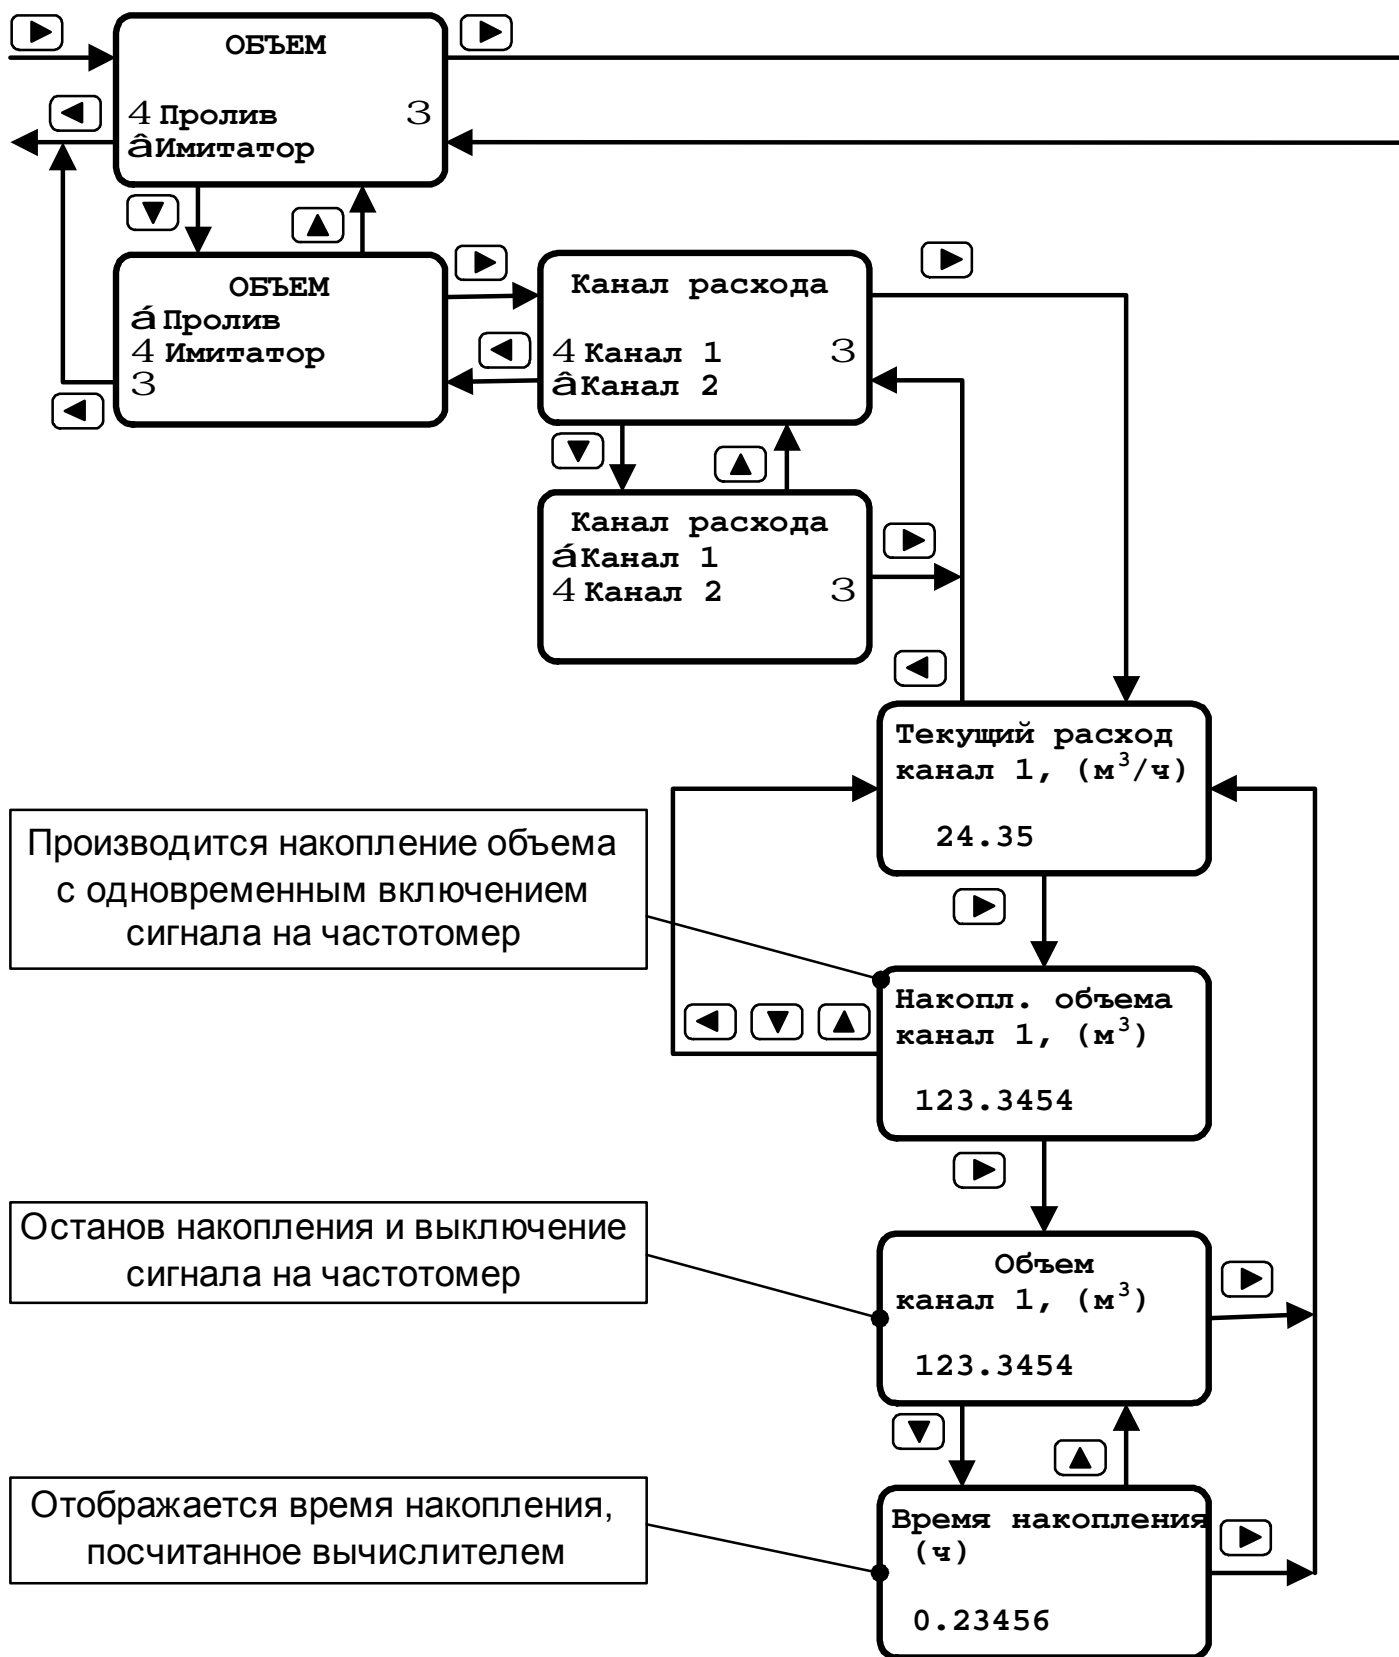 ОБЪЕМ
4 Пролив 3
âИмитатор
ОБЪЕМ
á Пролив
4 Имитатор
3
Канал расхода
4 Канал 1 3
âКанал 2
Канал расхода
áКанал 1
4 Канал 2 3
Текущий расход
канал 1, (м³/ч)
24.35
Производится накопление объема
с одновременным включением
сигнала на частотомер
Накопл. объема
канал 1, (м³)
123.3454
Останов накопления и выключение
сигнала на частотомер
Объем
канал 1, (м³)
123.3454
Отображается время накопления,
посчитанное вычислителем
Время накопления
(ч)
0.23456